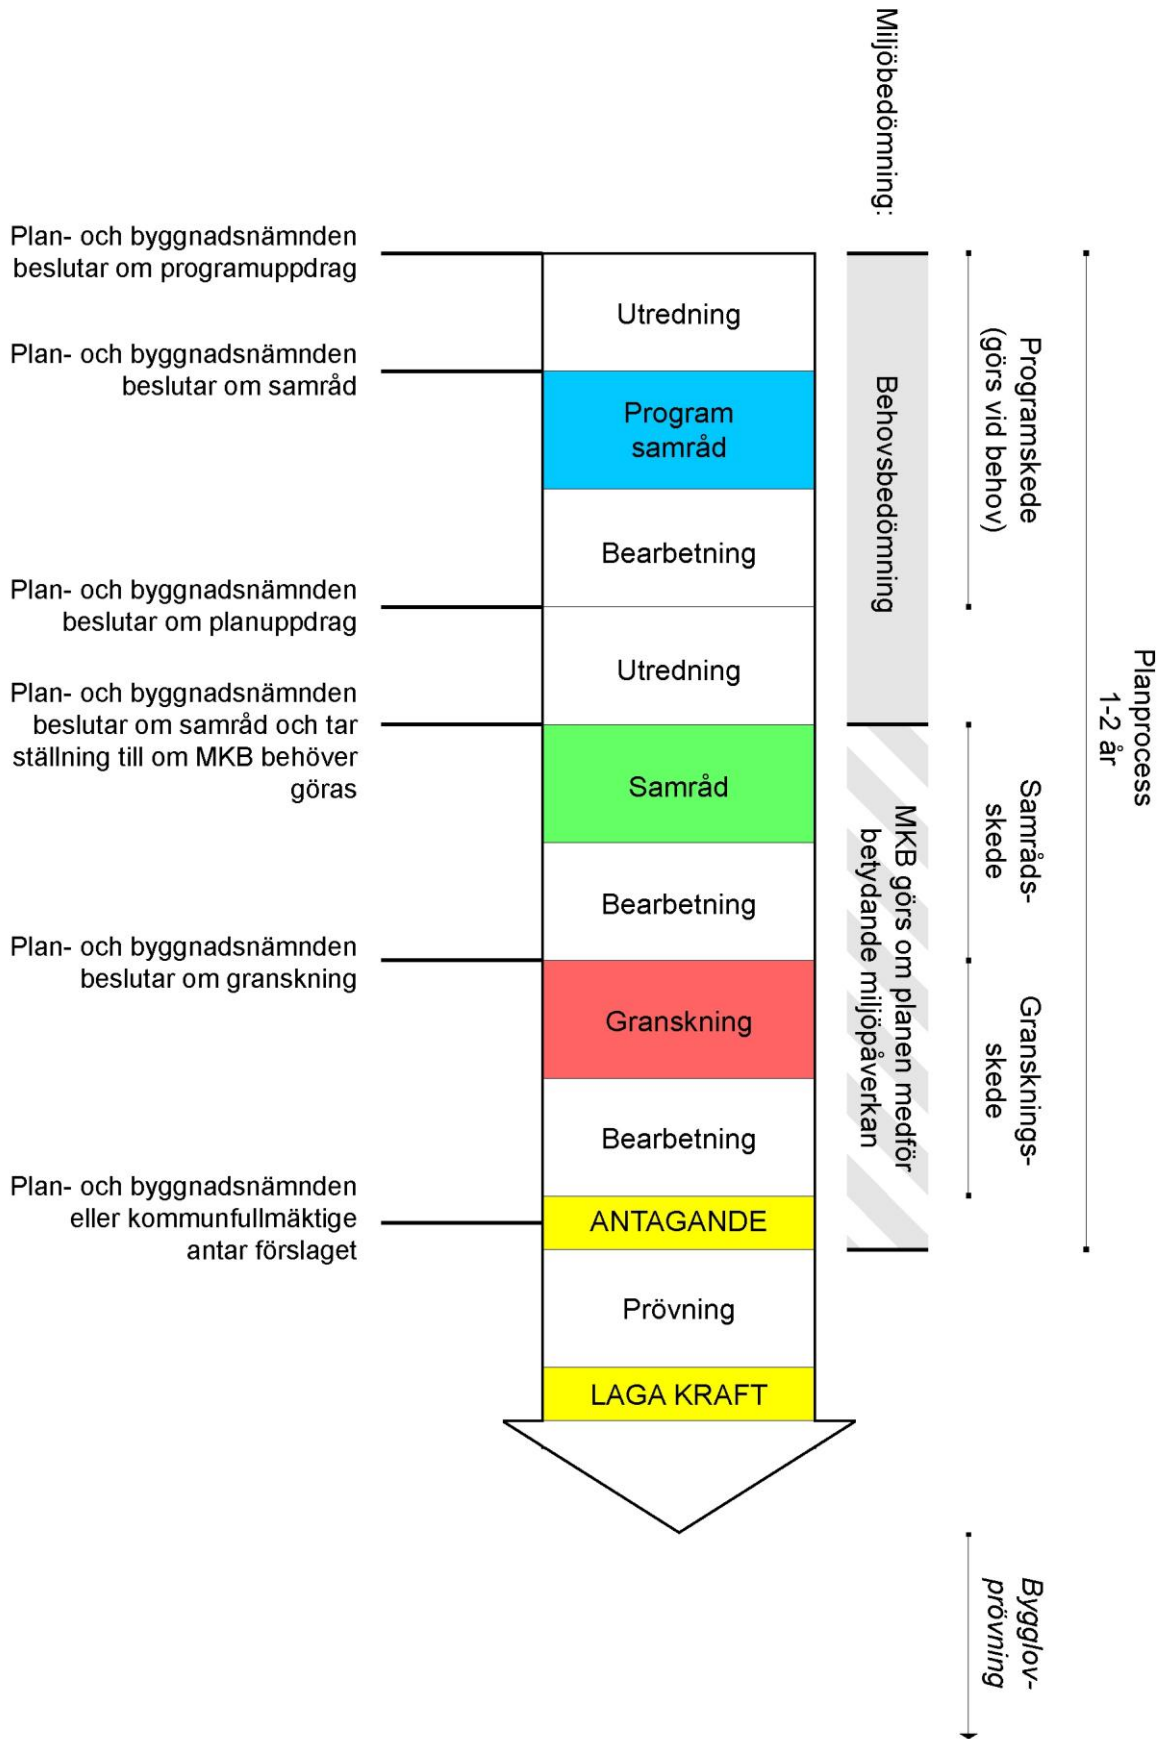 Miljöbedömning:
Plan- och byggnadsnämnden
beslutar om programuppdrag
Plan- och byggnadsnämnden
beslutar om samråd
Plan- och byggnadsnämnden
beslutar om planuppdrag
Plan- och byggnadsnämnden
beslutar om samråd och tar
ställning till om MKB behöver
göras
Plan- och byggnadsnämnden
beslutar om granskning
Plan- och byggnadsnämnden
eller kommunfullmäktige
antar förslaget
Utredning
Program
samråd
Bearbetning
Utredning
Samråd
Bearbetning
Granskning
Bearbetning
ANTAGANDE
Prövning
LAGA KRAFT
Behovsbedömning
MKB görs om planen medför
betydande miljöpåverkan
Programskede
(görs vid behov)
Samråds-
skede
Gransknings-
skede
Bygglov-
prövning
Planprocess
1-2 år